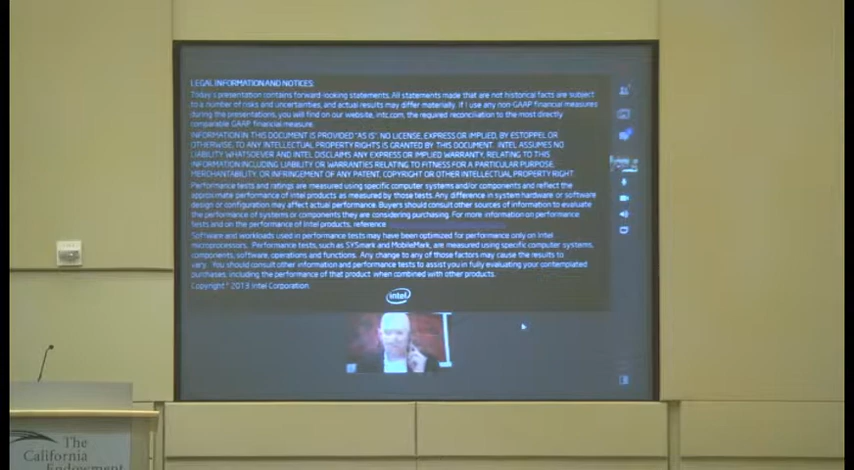 LEGAL INFORMATION AND NOTICES:
Today's presentation contains forward-looking statements. All statements made that are not historical facts are subject
to a number of risks and uncertainties, and actual results may differ materially. If I use any non-GAAP financial measures
during the presentations, you will find on our website, intc.com, the required reconciliation to the most directly
comparable GAAP financial measure.
INFORMATION IN THIS DOCUMENT IS PROVIDED "AS IS". NO LICENSE, EXPRESS OR IMPLIED, BY ESTOPPEL OR
OTHERWISE, TO ANY INTELLECTUAL PROPERTY RIGHTS IS GRANTED BY THIS DOCUMENT. INTEL ASSUMES NO
LIABILITY WHATSOEVER AND INTEL DISCLAIMS ANY EXPRESS OR IMPLIED WARRANTY, RELATING TO THIS
INFORMATION INCLUDING LIABILITY OR WARRANTIES RELATING TO FITNESS FOR A PARTICULAR PURPOSE,
MERCHANTABILITY, OR INFRINGEMENT OF ANY PATENT, COPYRIGHT OR OTHER INTELLECTUAL PROPERTY RIGHT.
Performance tests and ratings are measured using specific computer systems and/or components and reflect the
approximate performance of Intel products as measured by those tests. Any difference in system hardware or software
design or configuration may affect actual performance. Buyers should consult other sources of information to evaluate
the performance of systems or components they are considering purchasing. For more information on performance
tests and on the performance of Intel products, reference
Software and workloads used in performance tests may have been optimized for performance only on Intel
microprocessors. Performance tests, such as SYSmark and MobileMark, are measured using specific computer systems,
components, software, operations and functions. Any change to any of those factors may cause the results to
vary. You should consult other information and performance tests to assist you in fully evaluating your contemplated
purchases, including the performance of that product when combined with other products.
Copyright° 2013 Intel Corporation.
intel
The
California
Endowment